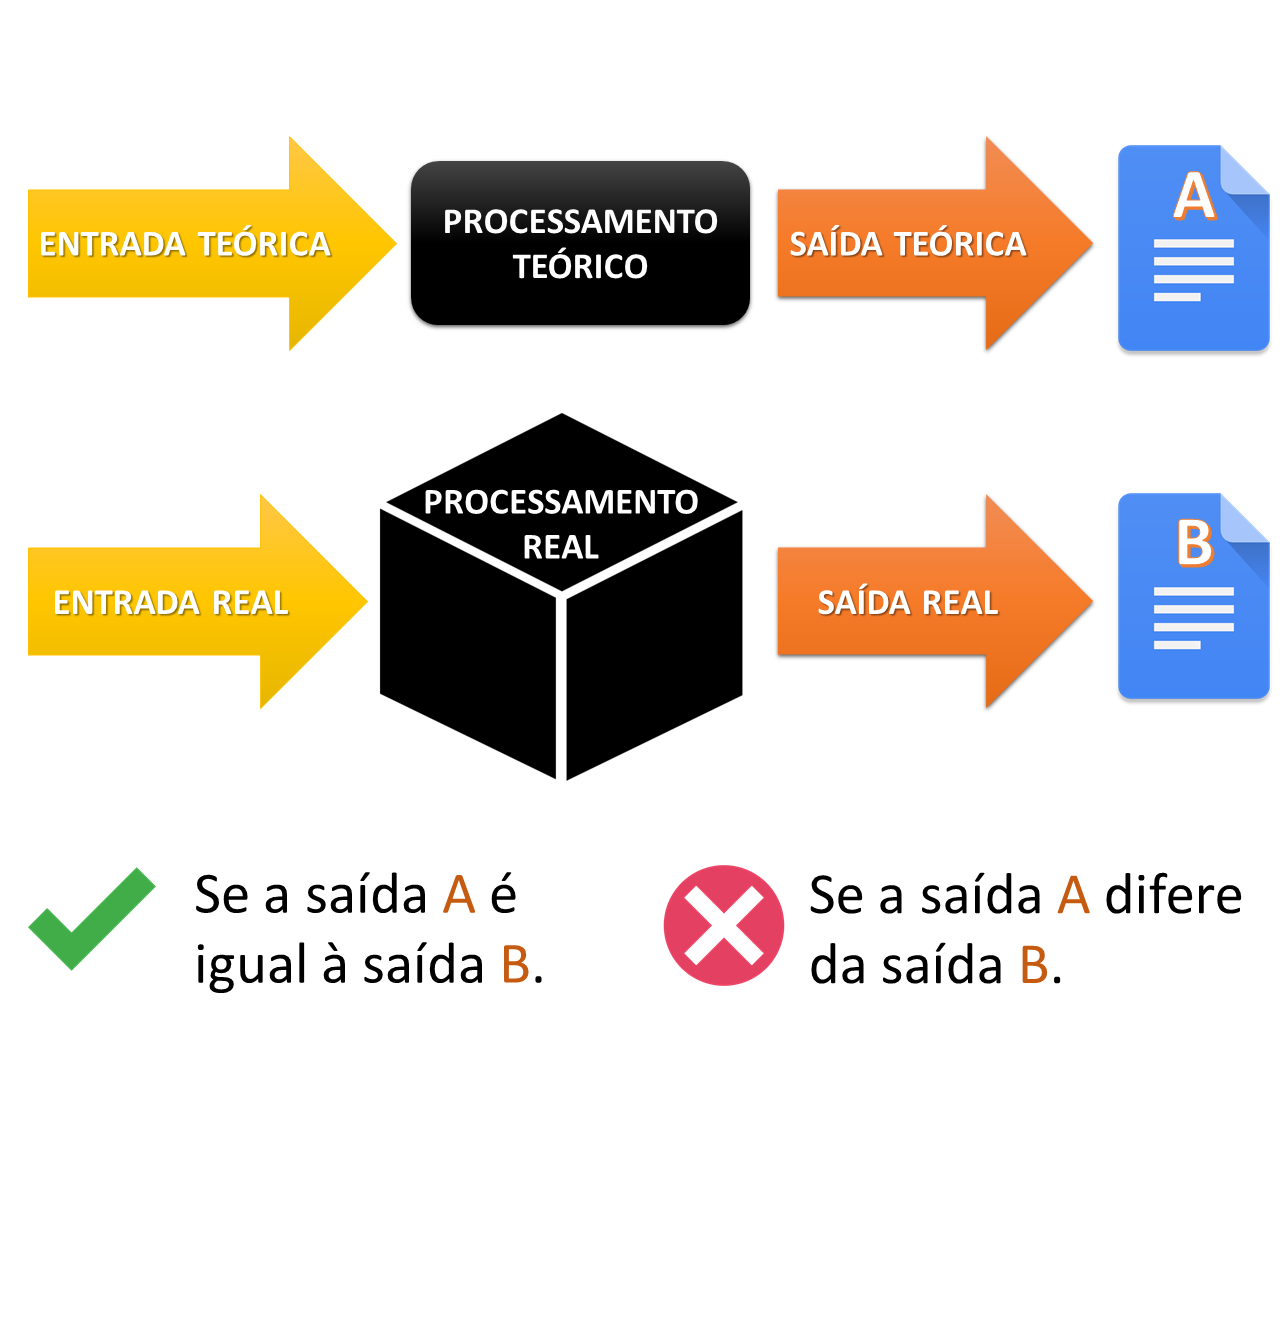 ENTRADA TEÓRICA
PROCESSAMENTO
TEÓRICO
SAÍDA TEÓRICA
A
PROCESSAMENTO
REAL
ENTRADA REAL
SAÍDA REAL
B
Se a saída A é
igual à saída B.
Se a saída A difere
da saída B.